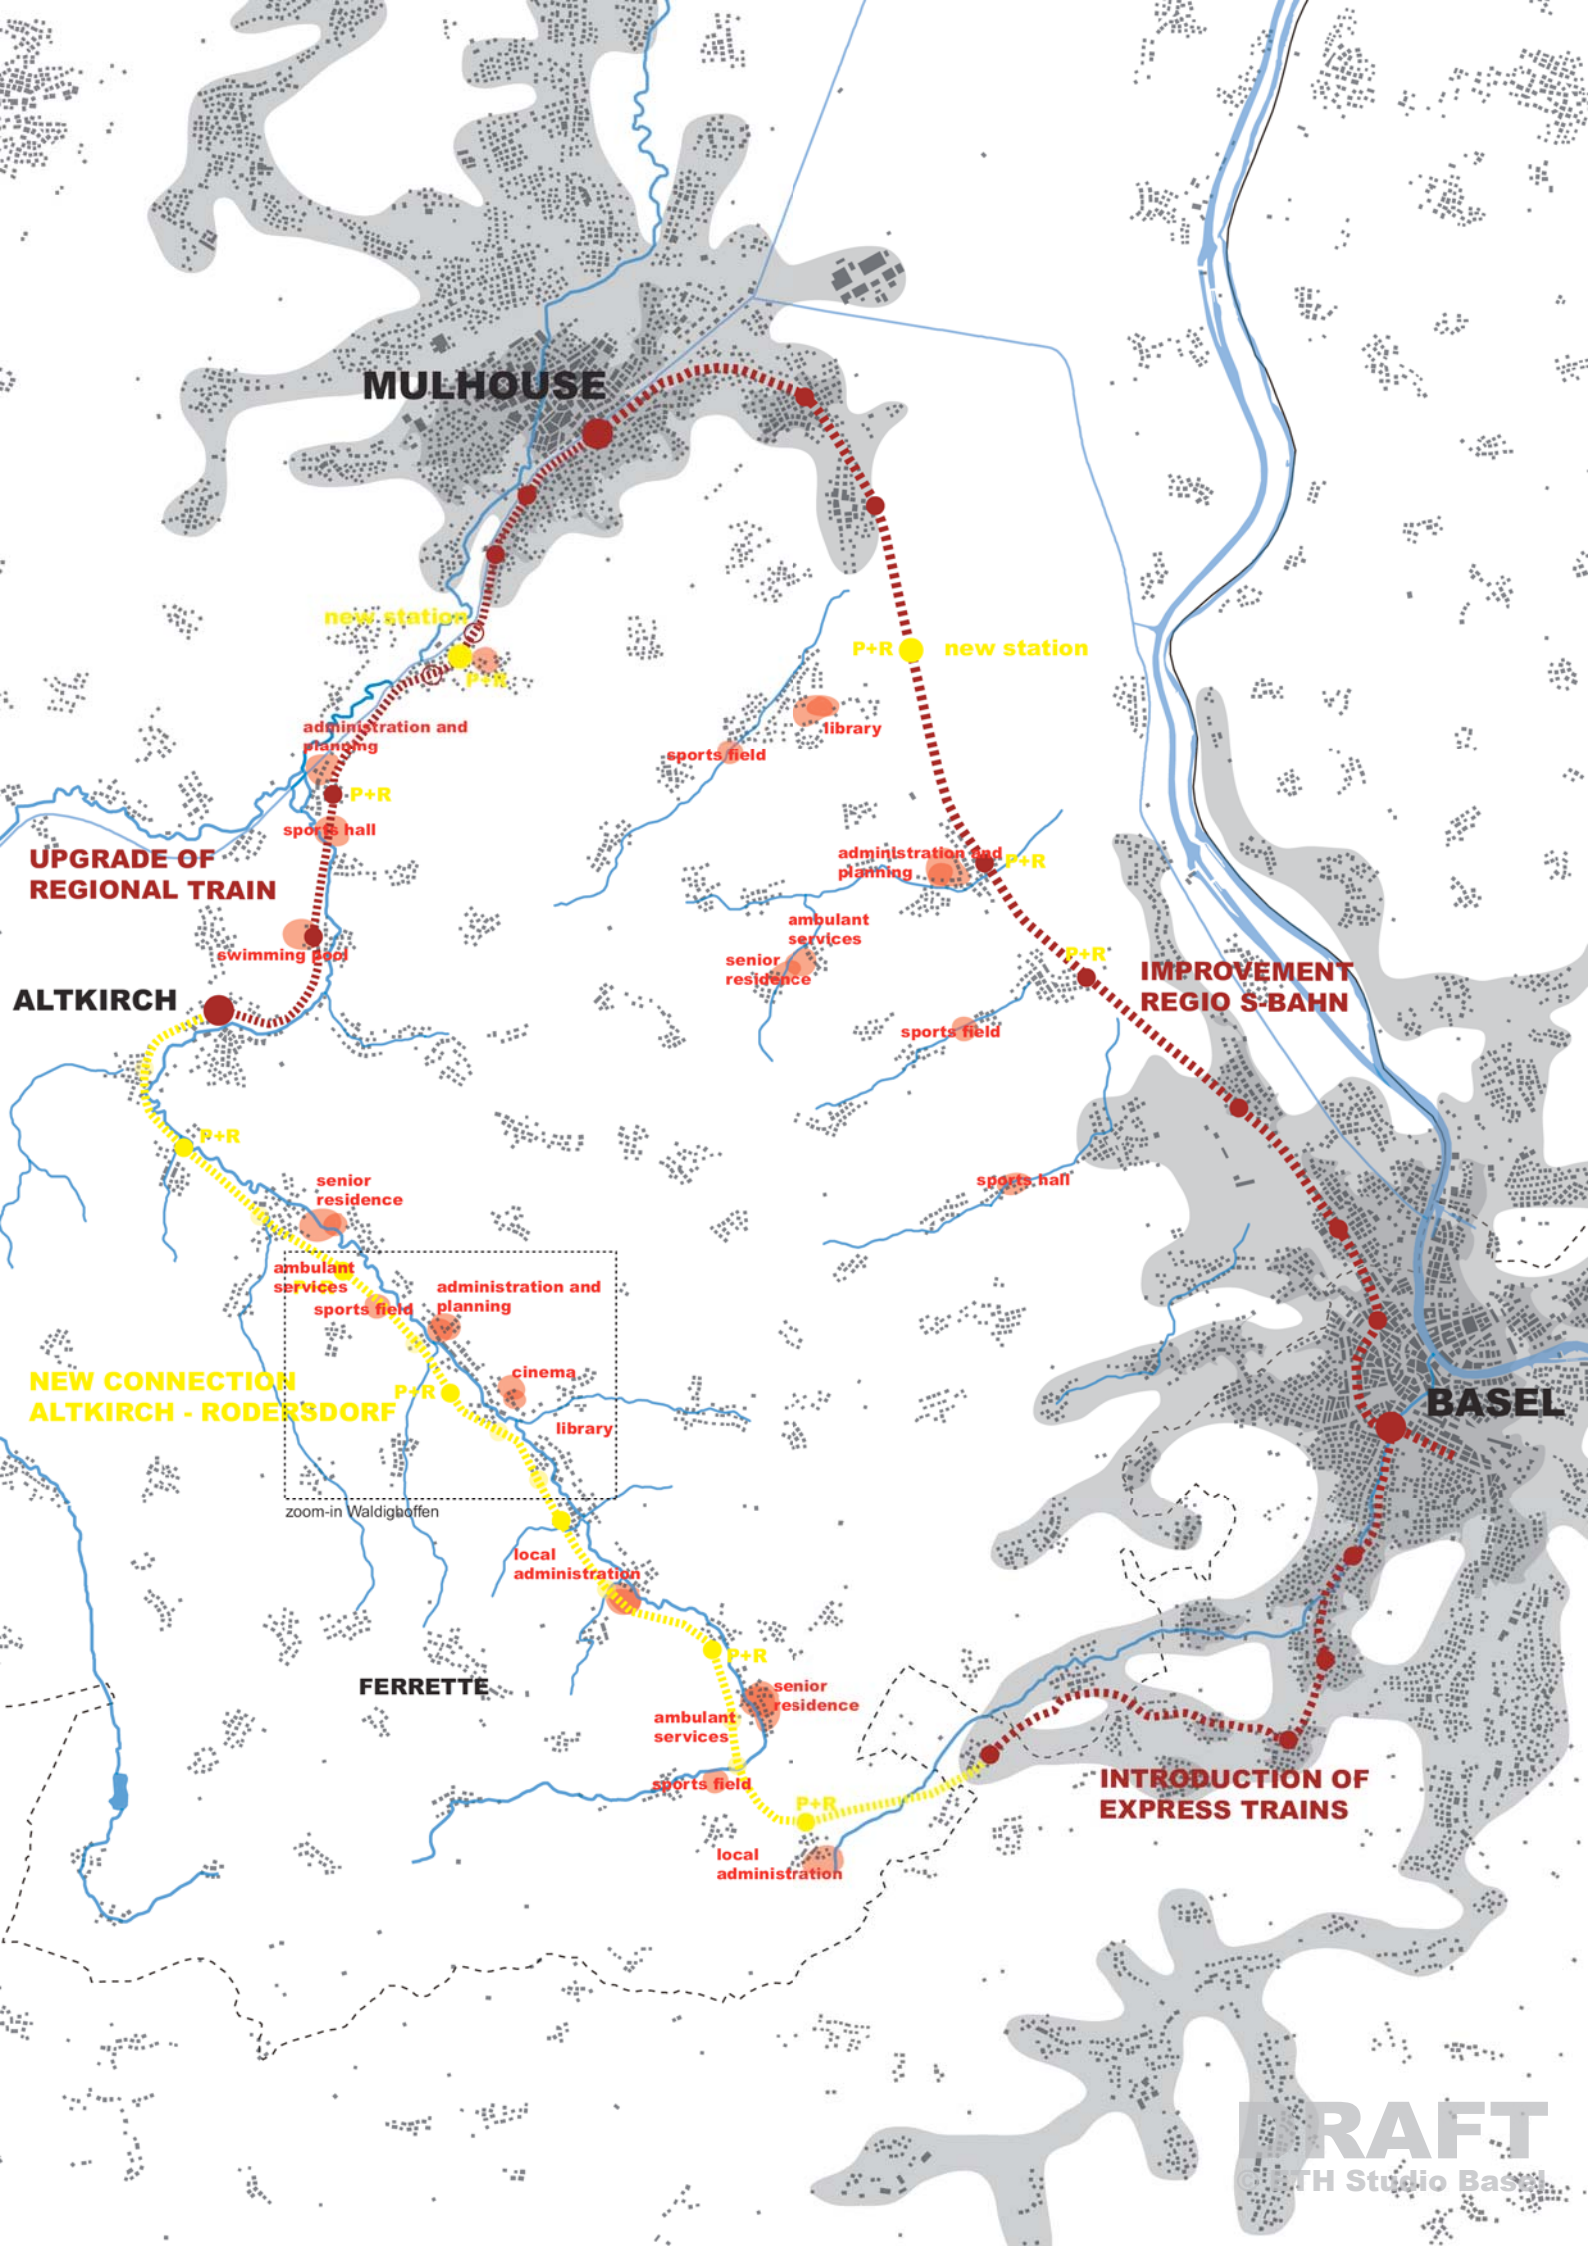 MULHOUSE
new station
P+R
P+R
new station
administration and
planning
library
sports field
P+R
sports hall
UPGRADE OF
REGIONAL TRAIN
administration and
planning
P+R
ambulant
services
swimming pool
senior
residence
P+R
IMPROVEMENT
REGIO S-BAHN
ALTKIRCH
sports field
P+R
senior
residence
sports hall
ambulant
services
P+R
sports field
administration and
planning
NEW CONNECTION
ALTKIRCH - RODERSDORF
P+R
cinema
library
BASEL
zoom-in Waldighoffen
local
administration
P+R
FERRETTE
senior
residence
ambulant
services
sports field
P+R
INTRODUCTION OF
EXPRESS TRAINS
local
administration
DRAFT
© ETH Studio Basel